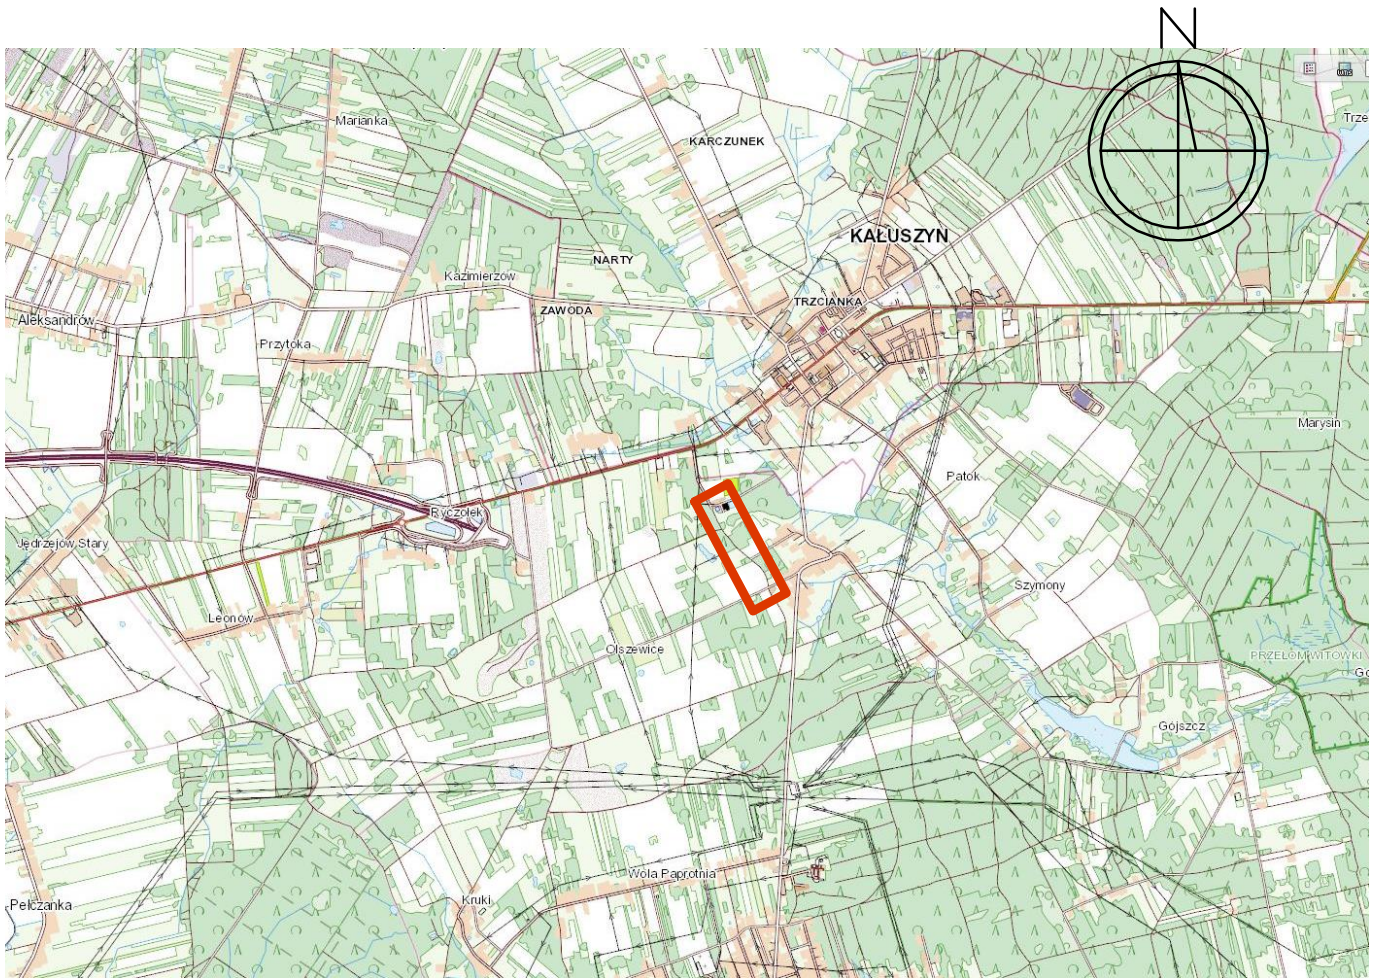 N
Marianka
KARCZUNEK
Trze
KAŁUSZYN
NARTY
Kazimierzów
TRZCIANKA
ZAWODA
Aleksandrów
Przytoka
Marysin
Patok
Ryczołek
Jędrzejów Stary
Szymony
Leonów
Olszewice
PRZEŁOM WITÓWKI
Go
Gójszcz
Wola Paprotnia
Kruki
Pełczanka